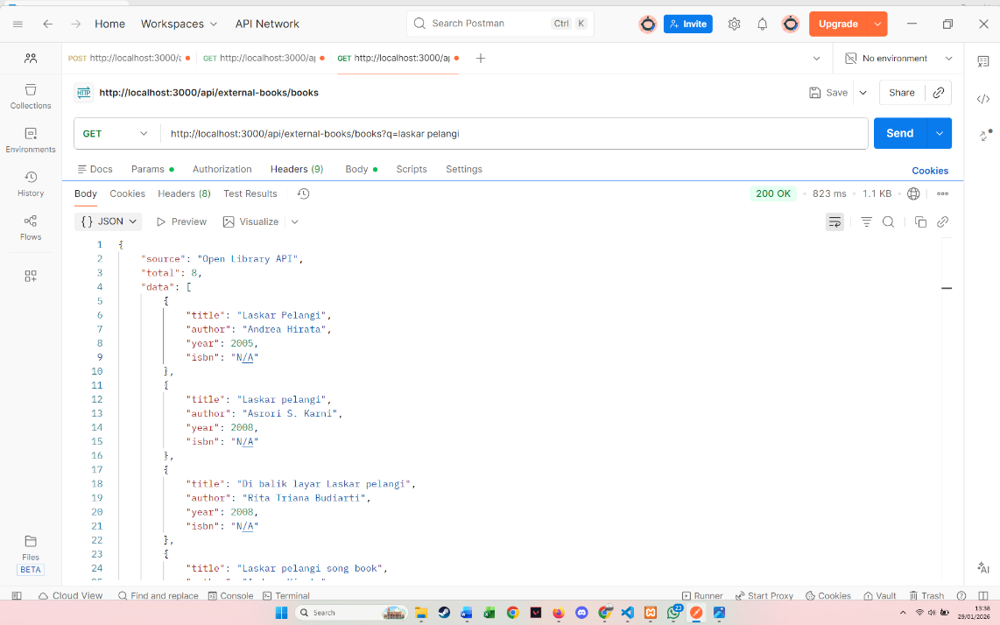 Home Workspaces API Network Search Postman Ctrl K Invite Upgrade
POST http://localhost:3000/ GET http://localhost:3000/ap GET http://localhost:3000/ap No environment
HTTP http://localhost:3000/api/external-books/books Save Share
GET http://localhost:3000/api/external-books/books?q=laskar pelangi Send
Docs Params Authorization Headers (9) Body Scripts Settings Cookies
Body Cookies Headers (8) Test Results 200 OK 823 ms 1.1 KB
{} JSON Preview Visualize
Collections
Environments
History
Flows
Files
BETA
1 {
2 "source": "Open Library API",
3 "total": 8,
4 "data": [
5 {
6 "title": "Laskar Pelangi",
7 "author": "Andrea Hirata",
8 "year": 2005,
9 "isbn": "N/A"
10 },
11 {
12 "title": "Laskar pelangi",
13 "author": "Asrori S. Karni",
14 "year": 2008,
15 "isbn": "N/A"
16 },
17 {
18 "title": "Di balik layar Laskar pelangi",
19 "author": "Rita Triana Budiarti",
20 "year": 2008,
21 "isbn": "N/A"
22 },
23 {
24 "title": "Laskar pelangi song book",
AI
Cloud View Find and replace Console Terminal Runner Start Proxy Cookies Vault Trash
Search 23 13:38
29/01/2026